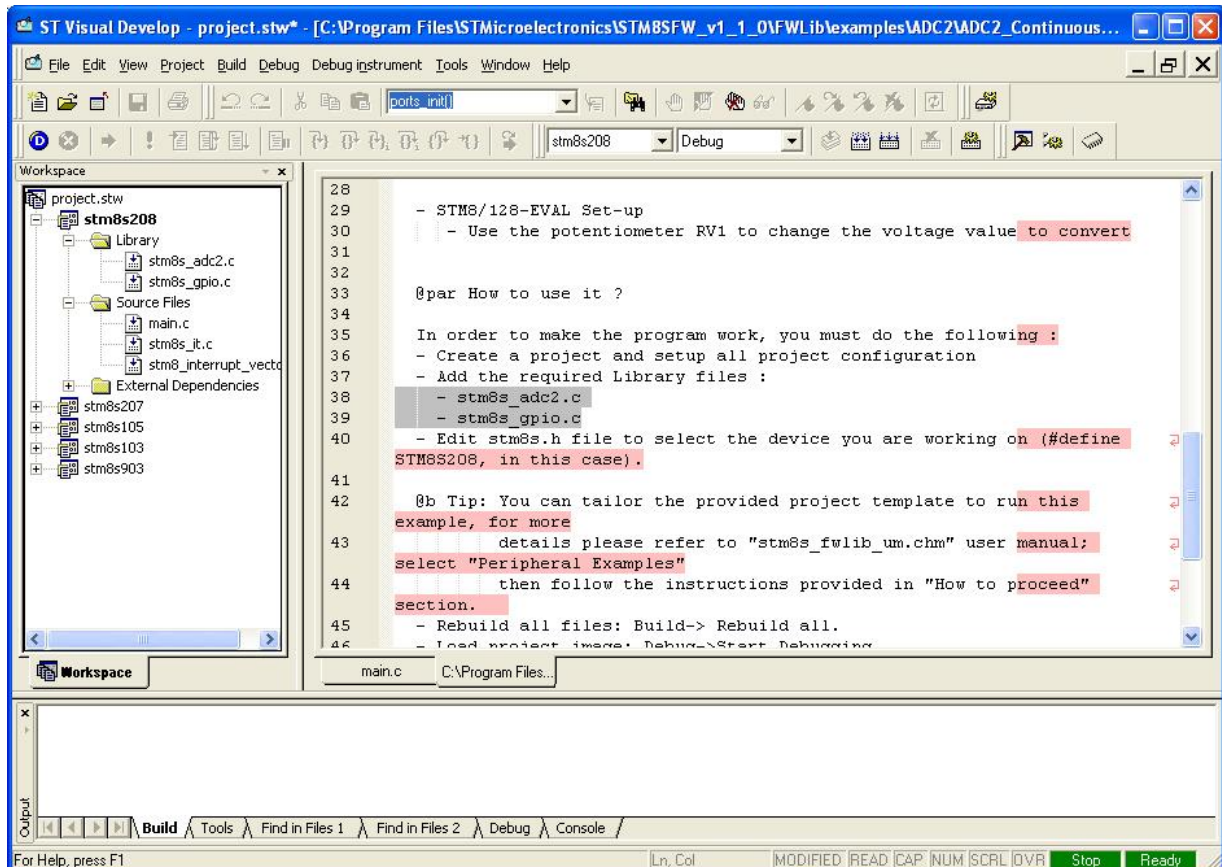 ST Visual Develop - project.stw* - [C:\Program Files\STMicroelectronics\STM8SFW_v1_1_0\FWLib\examples\ADC2\ADC2_Continuous...
File Edit View Project Build Debug Debug instrument Tools Window Help
ports_init()
stm8s208 Debug
Workspace
project.stw
stm8s208
Library
stm8s_adc2.c
stm8s_gpio.c
Source Files
main.c
stm8s_it.c
stm8_interrupt_vecto
External Dependencies
stm8s207
stm8s105
stm8s103
stm8s903
Workspace
28
29 - STM8/128-EVAL Set-up
30 - Use the potentiometer RV1 to change the voltage value to convert
31
32
33 @par How to use it ?
34
35 In order to make the program work, you must do the following :
36 - Create a project and setup all project configuration
37 - Add the required Library files :
38 - stm8s_adc2.c
39 - stm8s_gpio.c
40 - Edit stm8s.h file to select the device you are working on (#define
STM8S208, in this case).
41
42 @b Tip: You can tailor the provided project template to run this
example, for more
43 details please refer to "stm8s_fwlib_um.chm" user manual;
select "Peripheral Examples"
44 then follow the instructions provided in "How to proceed"
section.
45 - Rebuild all files: Build-> Rebuild all.
46 - Load project image: Debug->Start Debugging
main.c C:\Program Files...
Output
Build Tools Find in Files 1 Find in Files 2 Debug Console
For Help, press F1 Ln, Col MODIFIED READ CAP NUM SCRL OVR Stop Ready